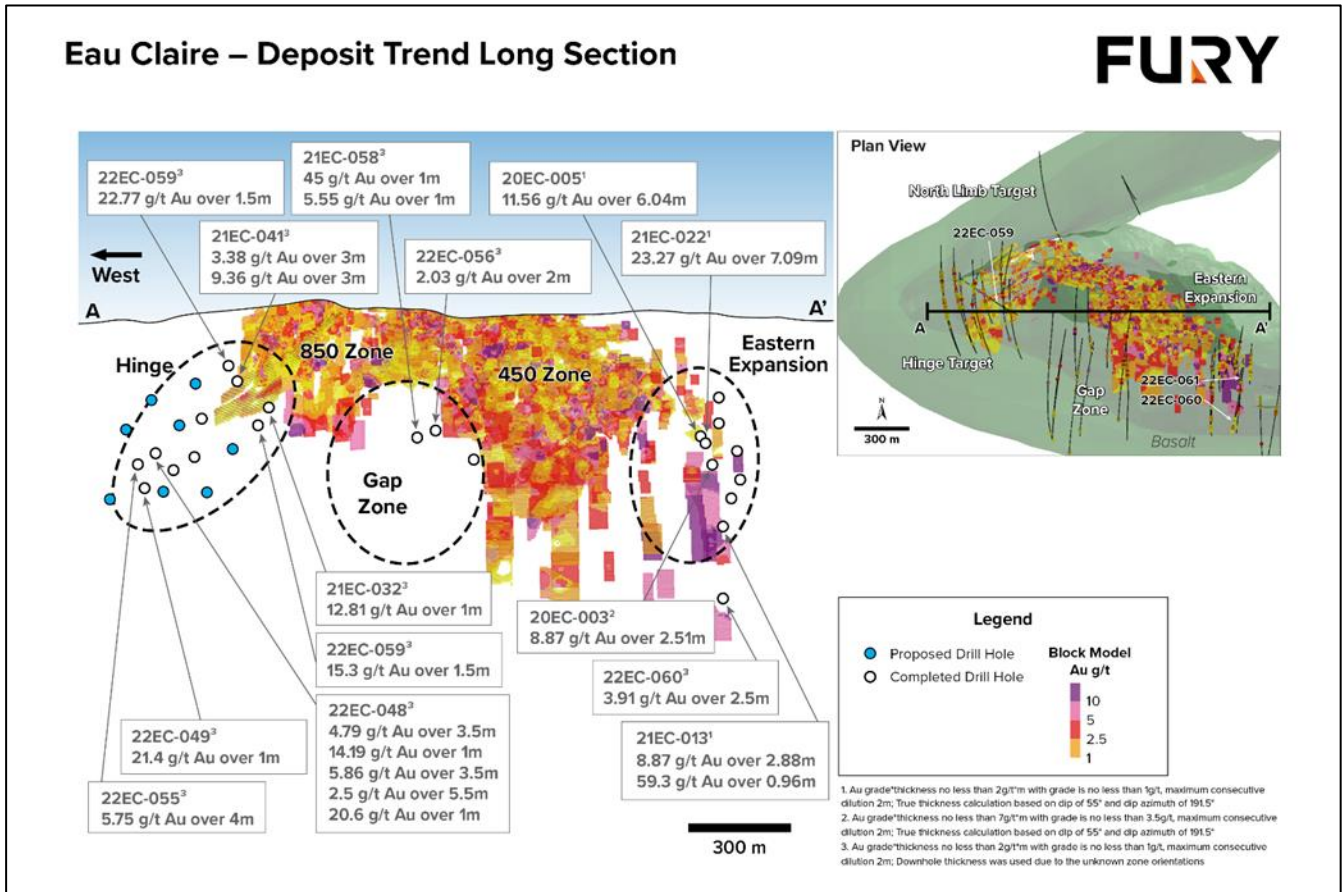 Eau Claire – Deposit Trend Long Section
FURY
22EC-059³
22.77 g/t Au over 1.5m
21EC-058³
45 g/t Au over 1m
5.55 g/t Au over 1m
20EC-005¹
11.56 g/t Au over 6.04m
21EC-041³
3.38 g/t Au over 3m
9.36 g/t Au over 3m
22EC-056³
2.03 g/t Au over 2m
21EC-022¹
23.27 g/t Au over 7.09m
West
A
A'
Hinge
850 Zone
450 Zone
Eastern
Expansion
Gap
Zone
21EC-032³
12.81 g/t Au over 1m
22EC-059³
15.3 g/t Au over 1.5m
22EC-048³
4.79 g/t Au over 3.5m
14.19 g/t Au over 1m
5.86 g/t Au over 3.5m
2.5 g/t Au over 5.5m
20.6 g/t Au over 1m
22EC-049³
21.4 g/t Au over 1m
22EC-055³
5.75 g/t Au over 4m
20EC-003²
8.87 g/t Au over 2.51m
22EC-060³
3.91 g/t Au over 2.5m
21EC-013¹
8.87 g/t Au over 2.88m
59.3 g/t Au over 0.96m
300 m
Plan View
North Limb Target
22EC-059
Eastern
Expansion
A
A'
Hinge Target
Gap
Zone
22EC-061
22EC-060
Basalt
N
300 m
Legend
Proposed Drill Hole
Completed Drill Hole
Block Model
Au g/t
10
5
2.5
1
1. Au grade*thickness no less than 2g/t*m with grade is no less than 1g/t, maximum consecutive
dilution 2m; True thickness calculation based on dip of 55° and dip azimuth of 191.5°
2. Au grade*thickness no less than 7g/t*m with grade is no less than 3.5g/t, maximum consecutive
dilution 2m; True thickness calculation based on dip of 55° and dip azimuth of 191.5°
3. Au grade*thickness no less than 2g/t*m with grade is no less than 1g/t, maximum consecutive
dilution 2m; Downhole thickness was used due to the unknown zone orientations